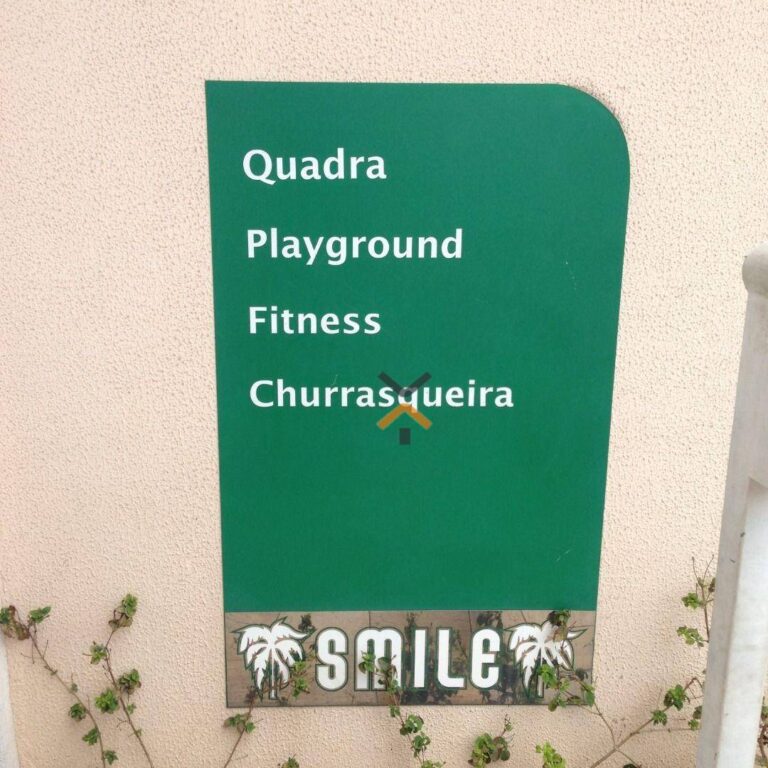 Quadra
Playground
Fitness
Churrasqueira
SMILE